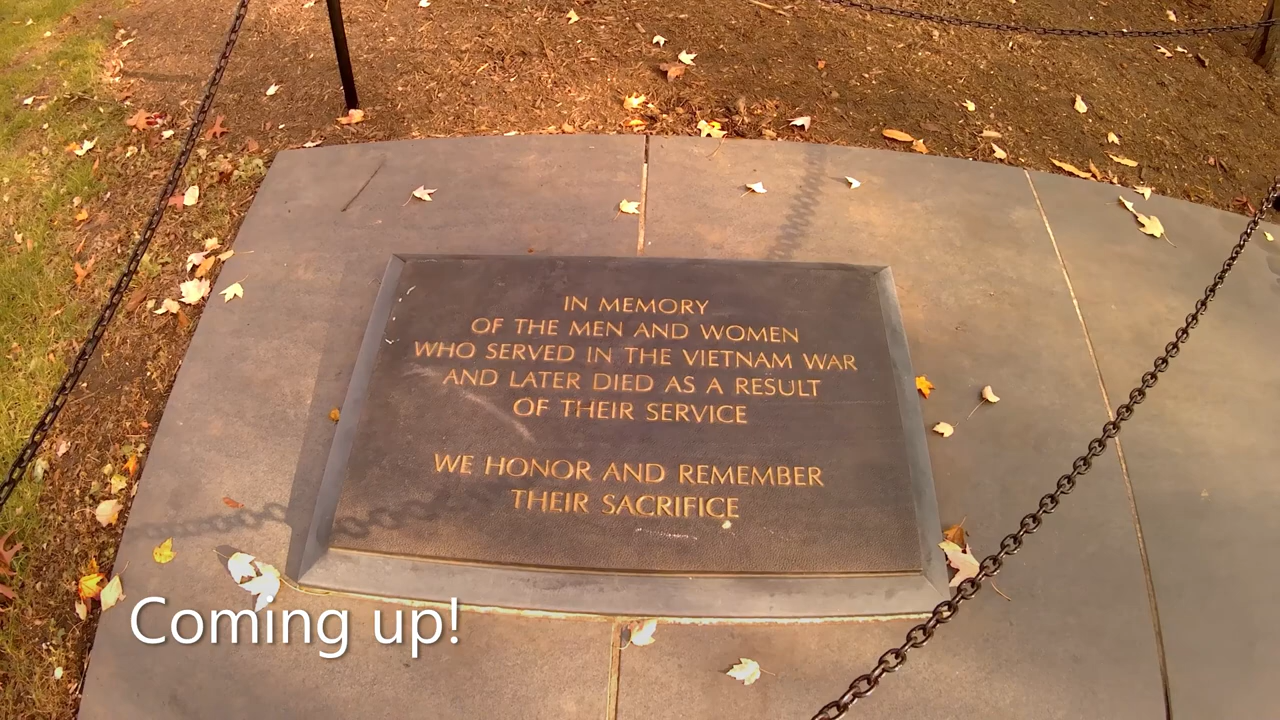 IN MEMORY
OF THE MEN AND WOMEN
WHO SERVED IN THE VIETNAM WAR
AND LATER DIED AS A RESULT
OF THEIR SERVICE
WE HONOR AND REMEMBER
THEIR SACRIFICE
Coming up!